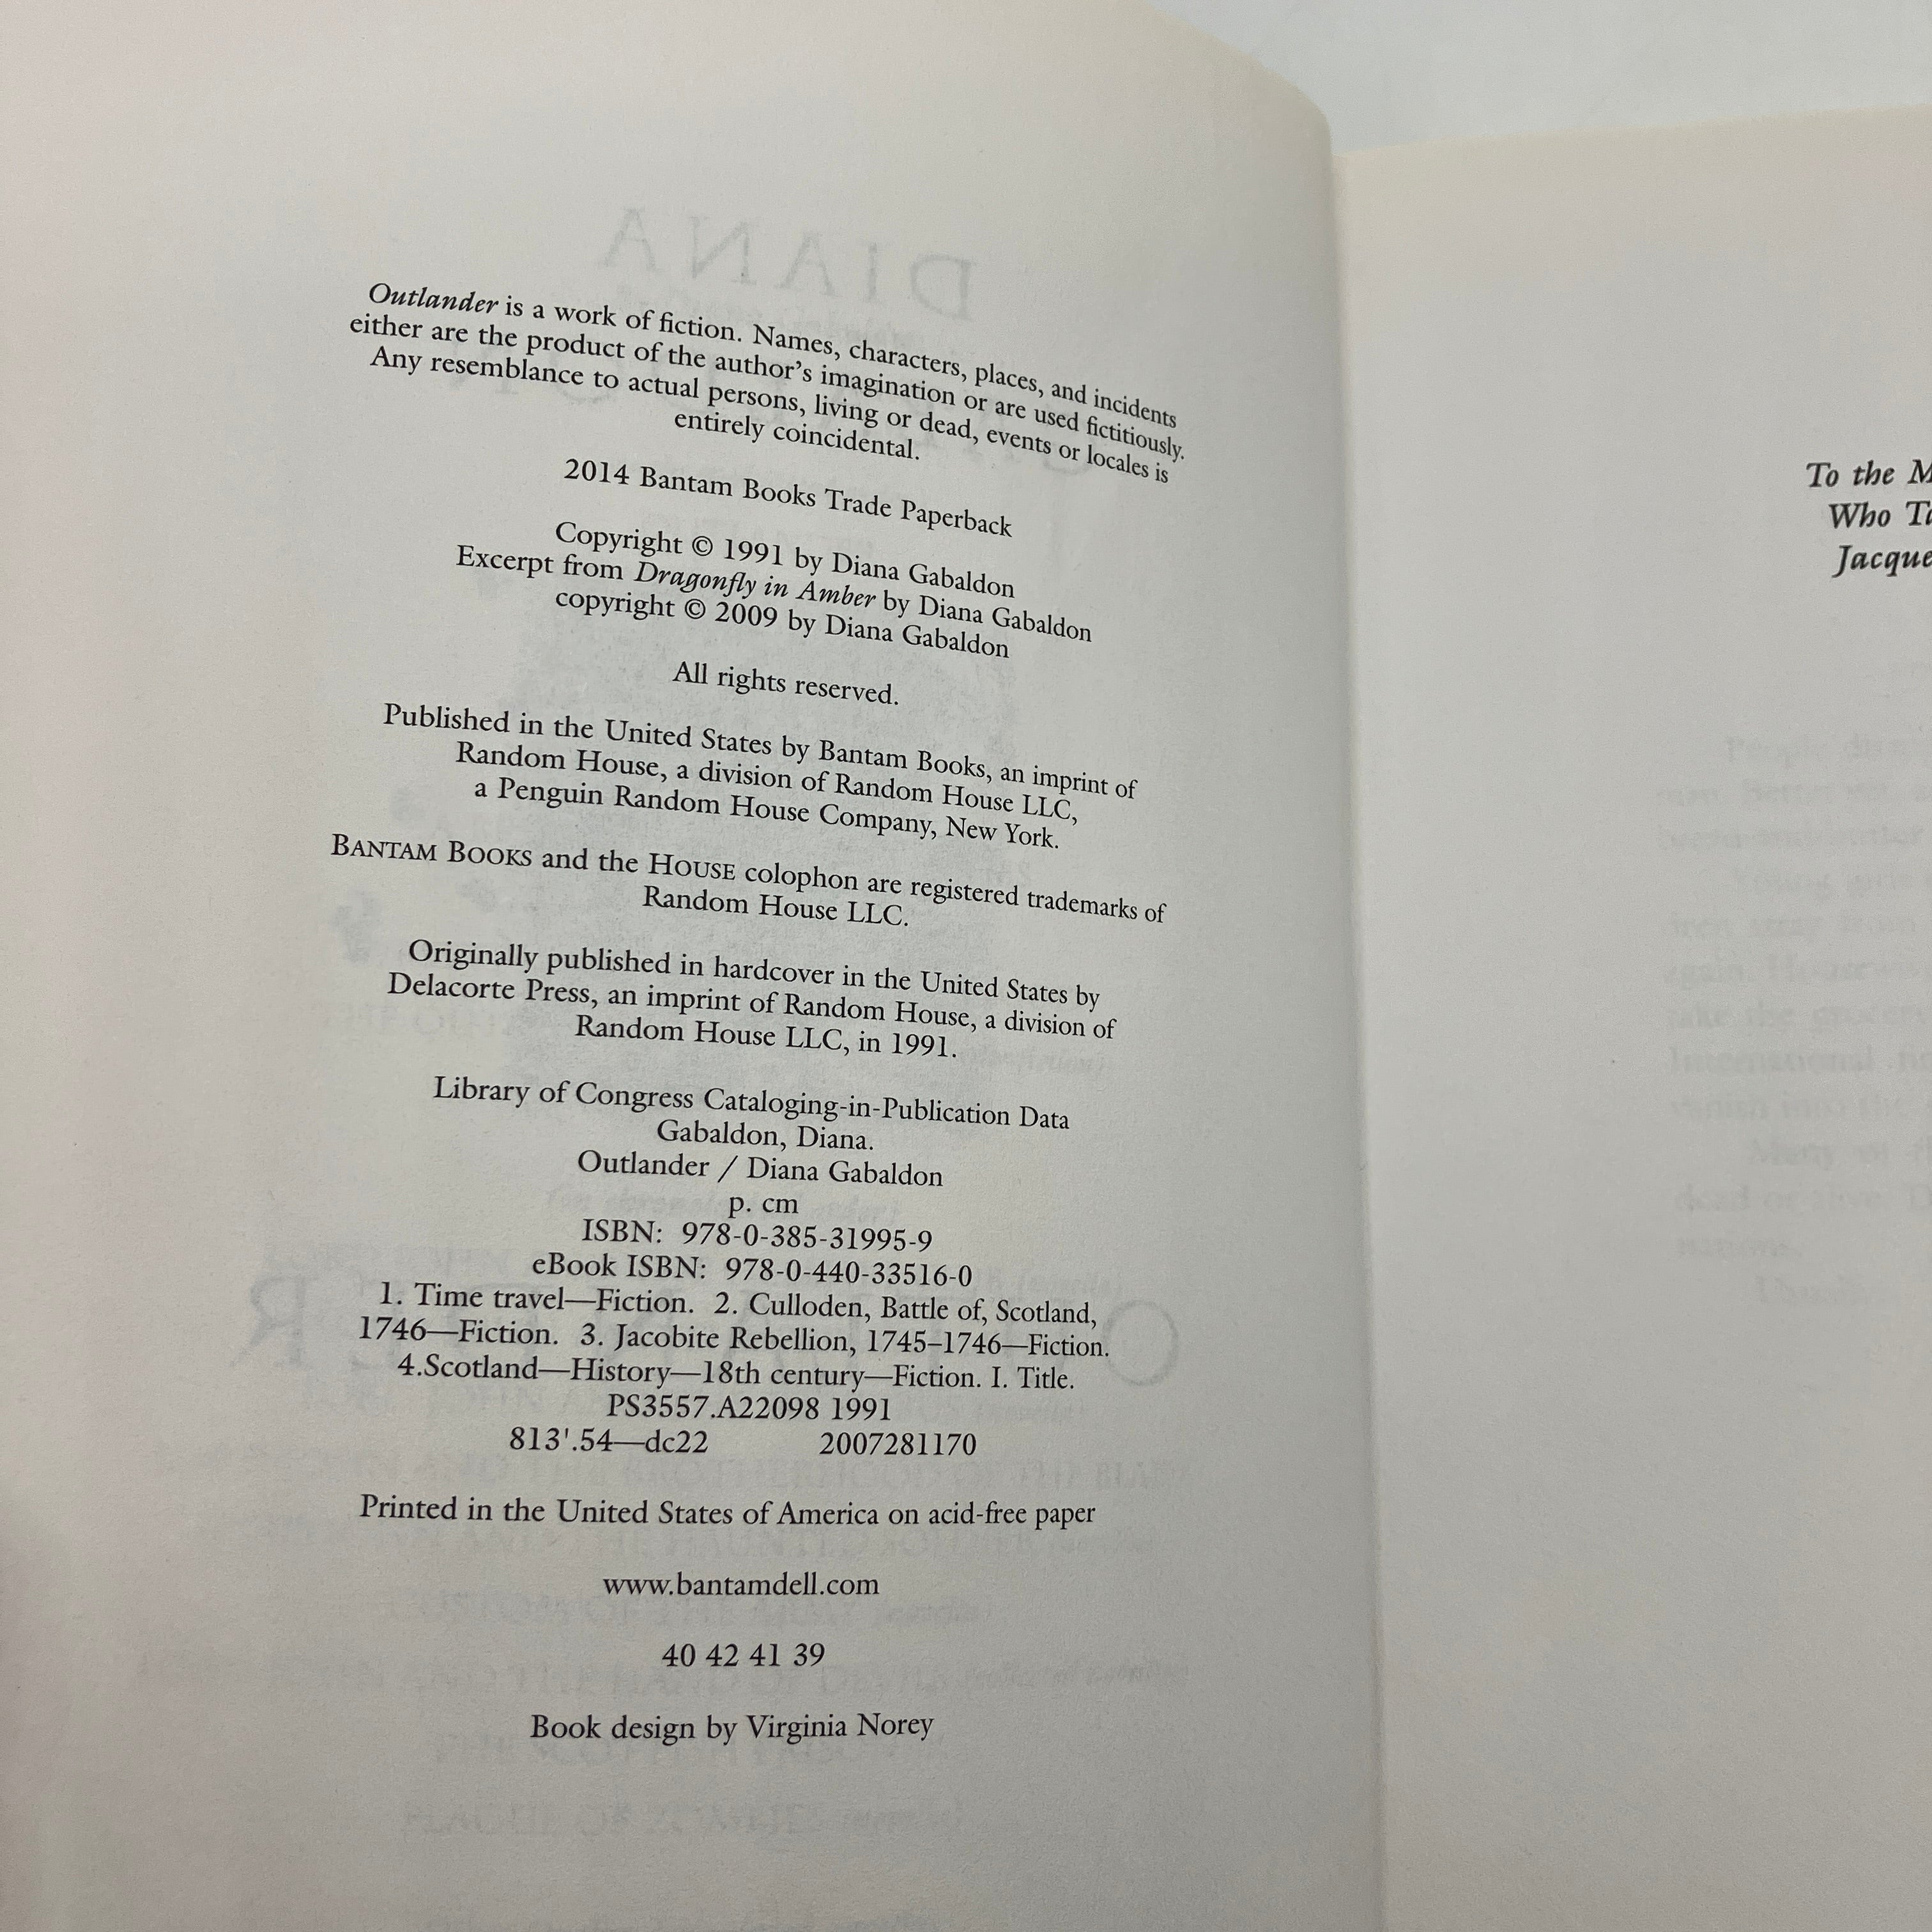 Outlander is a work of fiction. Names, characters, places, and incidents
either are the product of the author's imagination or are used fictitiously.
Any resemblance to actual persons, living or dead, events or locales is
entirely coincidental.
2014 Bantam Books Trade Paperback
Copyright © 1991 by Diana Gabaldon
Excerpt from Dragonfly in Amber by Diana Gabaldon
copyright © 2009 by Diana Gabaldon
All rights reserved.
Published in the United States by Bantam Books, an imprint of
Random House, a division of Random House LLC,
a Penguin Random House Company, New York.
BANTAM BOOKS and the HOUSE colophon are registered trademarks of
Random House LLC.
Originally published in hardcover in the United States by
Delacorte Press, an imprint of Random House, a division of
Random House LLC, in 1991.
Library of Congress Cataloging-in-Publication Data
Gabaldon, Diana.
Outlander / Diana Gabaldon
p. cm
ISBN: 978-0-385-31995-9
eBook ISBN: 978-0-440-33516-0
1. Time travel—Fiction. 2. Culloden, Battle of, Scotland,
1746—Fiction. 3. Jacobite Rebellion, 1745–1746—Fiction.
4.Scotland—History—18th century—Fiction. I. Title.
PS3557.A22098 1991
813'.54—dc22 2007281170
Printed in the United States of America on acid-free paper
www.bantamdell.com
40 42 41 39
Book design by Virginia Norey
To the M
Who Ta
Jacque